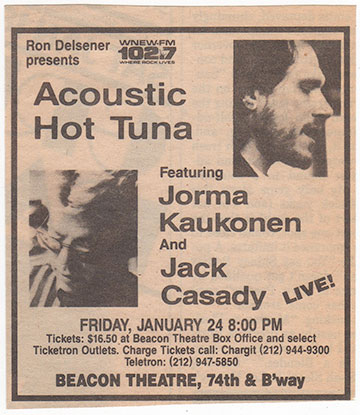 Ron Delsener
presents
WNEW-FM
102.7
WHERE ROCK LIVES
Acoustic
Hot Tuna
Featuring
Jorma
Kaukonen
And
Jack
Casady
LIVE!
FRIDAY, JANUARY 24 8:00 PM
Tickets: $16.50 at Beacon Theatre Box Office and select
Ticketron Outlets. Charge Tickets call: Chargit (212) 944-9300
Teletron: (212) 947-5850
BEACON THEATRE, 74th & B'way